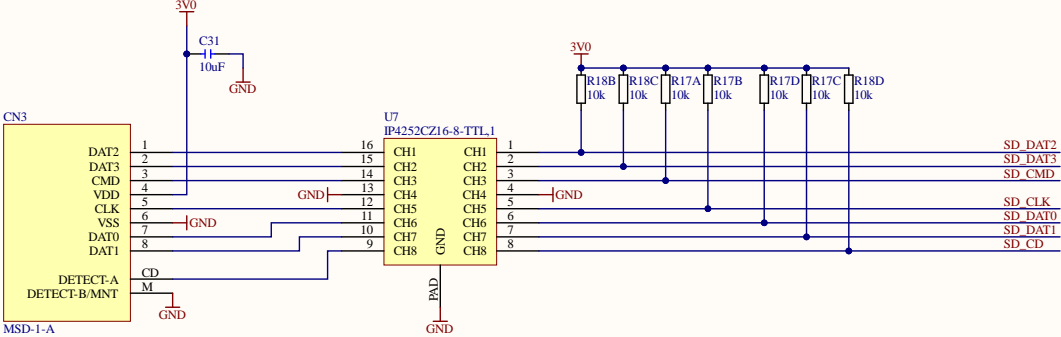 3V0
C31
10uF
GND
CN3
DAT2 1
DAT3 2
CMD 3
VDD 4
CLK 5
VSS 6 GND
DAT0 7
DAT1 8
DETECT-A CD
DETECT-B/MNT M
GND
MSD-1-A
U7
IP4252CZ16-8-TTL,1
16 CH1 CH1 1
15 CH2 CH2 2
14 CH3 CH3 3
GND 13 CH4 CH4 4 GND
12 CH5 CH5 5
11 CH6 CH6 6
10 CH7 CH7 7
9 CH8 CH8 8
GND
PAD
GND
3V0
R18B R18C R17A R17B R17D R17C R18D
10k 10k 10k 10k 10k 10k 10k
SD_DAT2
SD_DAT3
SD_CMD
SD_CLK
SD_DAT0
SD_DAT1
SD_CD